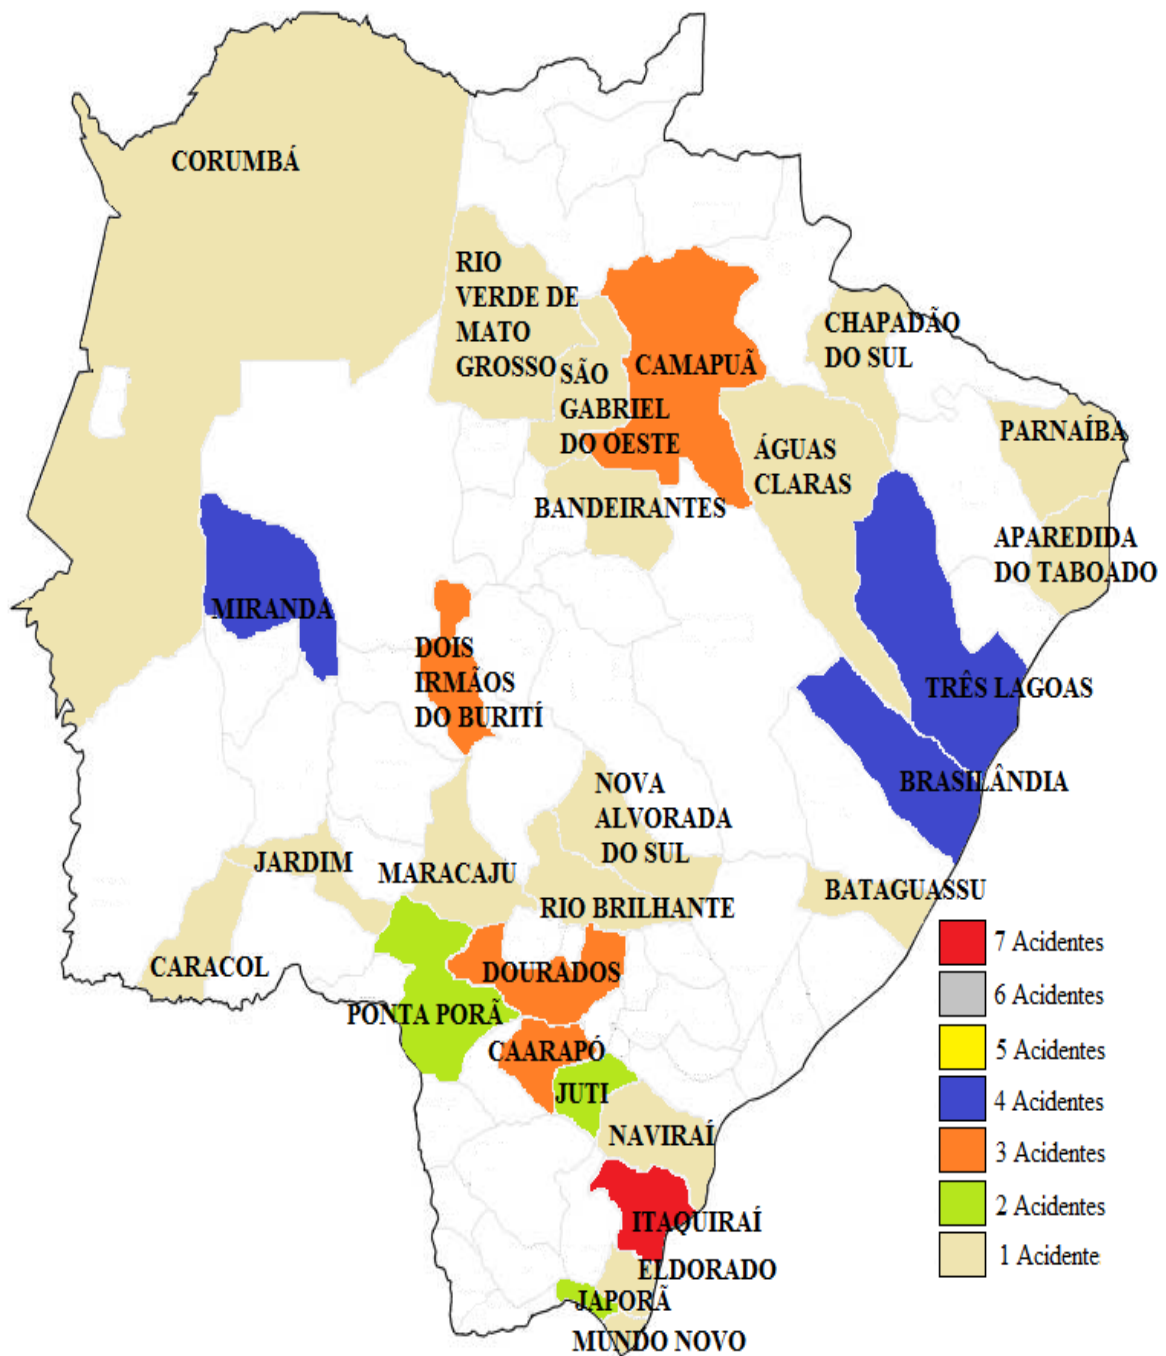 CORUMBÁ
RIO
VERDE DE
MATO
GROSSO
SÃO
GABRIEL
DO OESTE
CAMAPUÃ
CHAPADÃO
DO SUL
PARNAÍBA
ÁGUAS
CLARAS
BANDEIRANTES
APAREDIDA
DO TABOADO
MIRANDA
DOIS
IRMÃOS
DO BURITÍ
TRÊS LAGOAS
BRASILÂNDIA
NOVA
ALVORADA
DO SUL
JARDIM
MARACAJU
RIO BRILHANTE
BATAGUASSU
CARACOL
DOURADOS
PONTA PORÃ
CAARAPÓ
JUTI
NAVIRAÍ
ITAQUIRAÍ
ELDORADO
JAPORÃ
MUNDO NOVO
7 Acidentes
6 Acidentes
5 Acidentes
4 Acidentes
3 Acidentes
2 Acidentes
1 Acidente